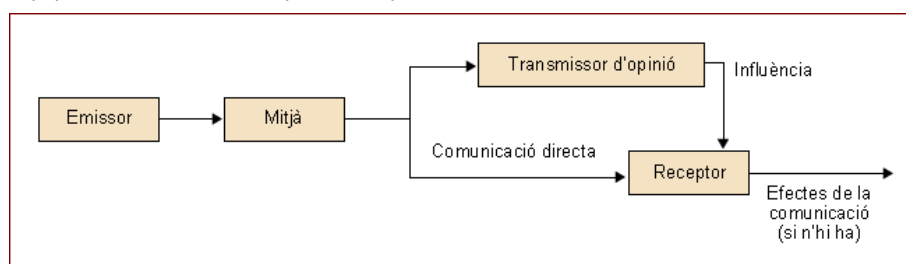 Transmissor d'opinió
Influència
Emissor
Mitjà
Comunicació directa
Receptor
Efectes de la
comunicació
(si n'hi ha)